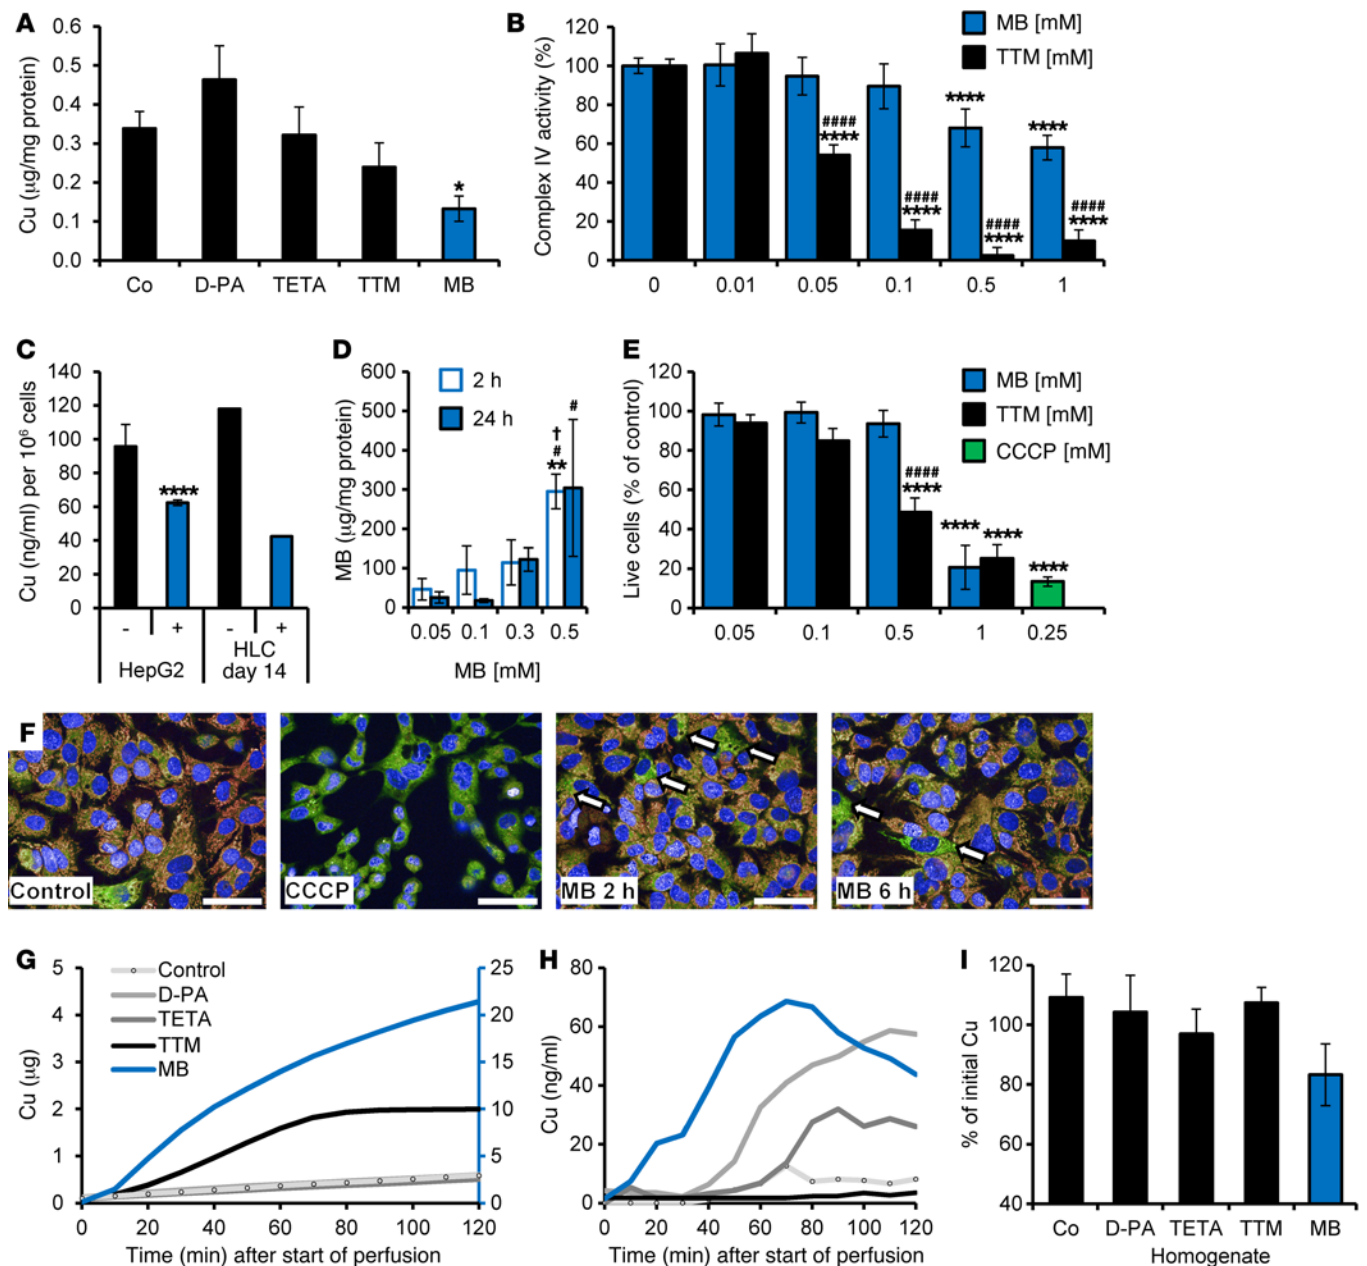 A
Cu (µg/mg protein)
0.6
0.5
0.4
0.3
0.2
0.1
0.0
*
Co D-PA TETA TTM MB
B
Complex IV activity (%)
120
100
80
60
40
20
0
MB [mM]
TTM [mM]
####
****
####
****
****
####
****
****
####
****
0 0.01 0.05 0.1 0.5 1
C
Cu (ng/ml) per 10⁶ cells
140
120
100
80
60
40
20
0
****
- + - +
HepG2
HLC
day 14
D
MB (µg/mg protein)
600
500
400
300
200
100
0
2 h
24 h
†
#
**
#
0.05 0.1 0.3 0.5
MB [mM]
E
Live cells (% of control)
120
100
80
60
40
20
0
MB [mM]
TTM [mM]
CCCP [mM]
####
****
****
****
****
0.05 0.1 0.5 1 0.25
F
Control
CCCP
MB 2 h
MB 6 h
G
Cu (µg)
5
4
3
2
1
0
Control
D-PA
TETA
TTM
MB
25
20
15
10
5
0
0 20 40 60 80 100 120
Time (min) after start of perfusion
H
Cu (ng/ml)
80
60
40
20
0
0 20 40 60 80 100 120
Time (min) after start of perfusion
I
% of initial Cu
120
100
80
60
40
Co D-PA TETA TTM MB
Homogenate